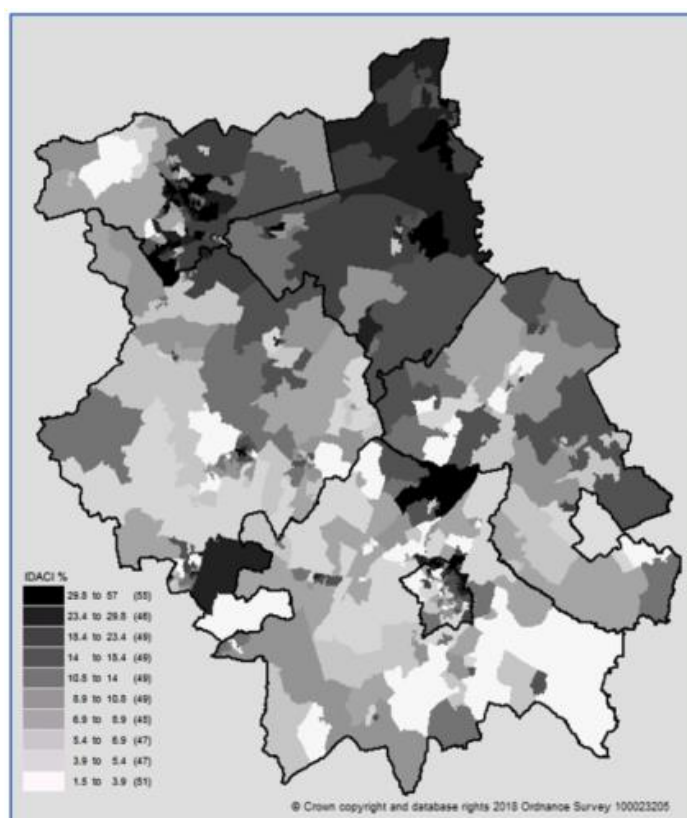 IDACI %
29.8 to 57 (55)
23.4 to 29.8 (46)
18.4 to 23.4 (49)
14 to 18.4 (49)
10.8 to 14 (49)
8.9 to 10.8 (49)
6.9 to 8.9 (48)
5.4 to 6.9 (47)
3.9 to 5.4 (47)
1.5 to 3.9 (51)
© Crown copyright and database rights 2018 Ordnance Survey 100023205